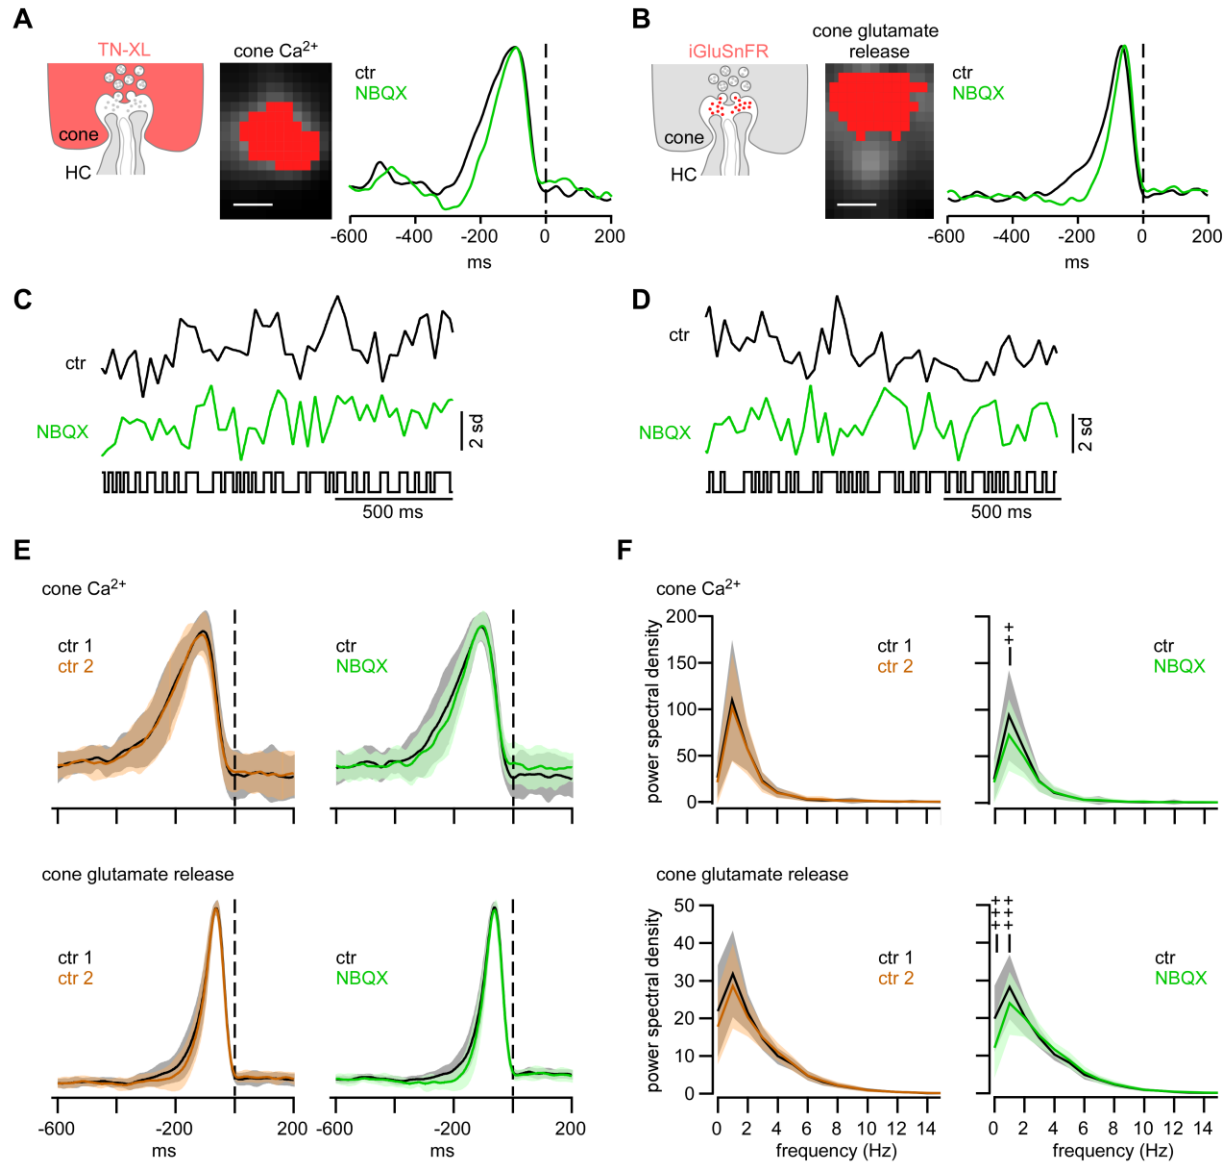 A
TN-XL
cone Ca²⁺
ctr
NBQX
cone
HC
-600 -400 -200 0 200
ms
B
iGluSnFR
cone glutamate
release
ctr
NBQX
cone
HC
-600 -400 -200 0 200
ms
C
ctr
NBQX
2 sd
500 ms
D
ctr
NBQX
2 sd
500 ms
E
cone Ca²⁺
ctr 1
ctr 2
ctr
NBQX
cone glutamate release
ctr 1
ctr 2
ctr
NBQX
-600 -200 200
ms
-600 -200 200
ms
F
cone Ca²⁺
power spectral density
200
150
100
50
0
ctr 1
ctr 2
++
ctr
NBQX
cone glutamate release
power spectral density
50
40
30
20
10
0
ctr 1
ctr 2
+++ +++
ctr
NBQX
0 2 4 6 8 10 12 14
frequency (Hz)
0 2 4 6 8 10 12 14
frequency (Hz)